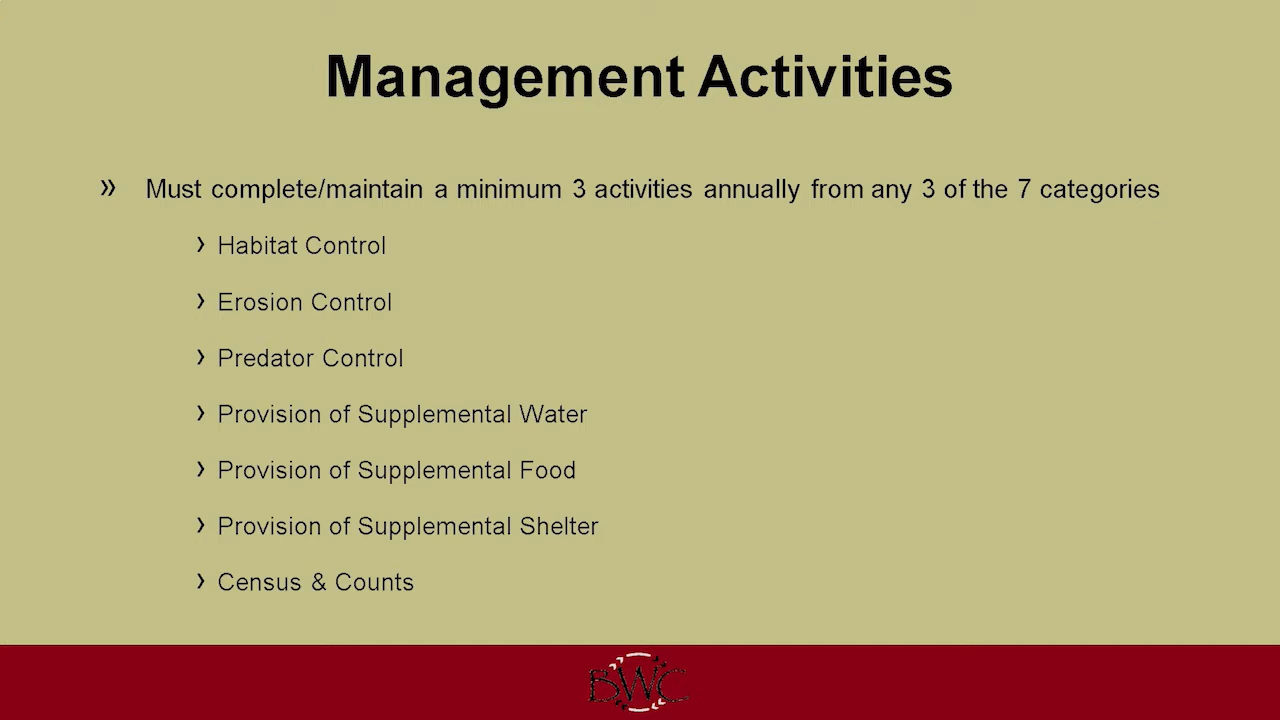 Management Activities
» Must complete/maintain a minimum 3 activities annually from any 3 of the 7 categories
› Habitat Control
› Erosion Control
› Predator Control
› Provision of Supplemental Water
› Provision of Supplemental Food
› Provision of Supplemental Shelter
› Census & Counts
BWC